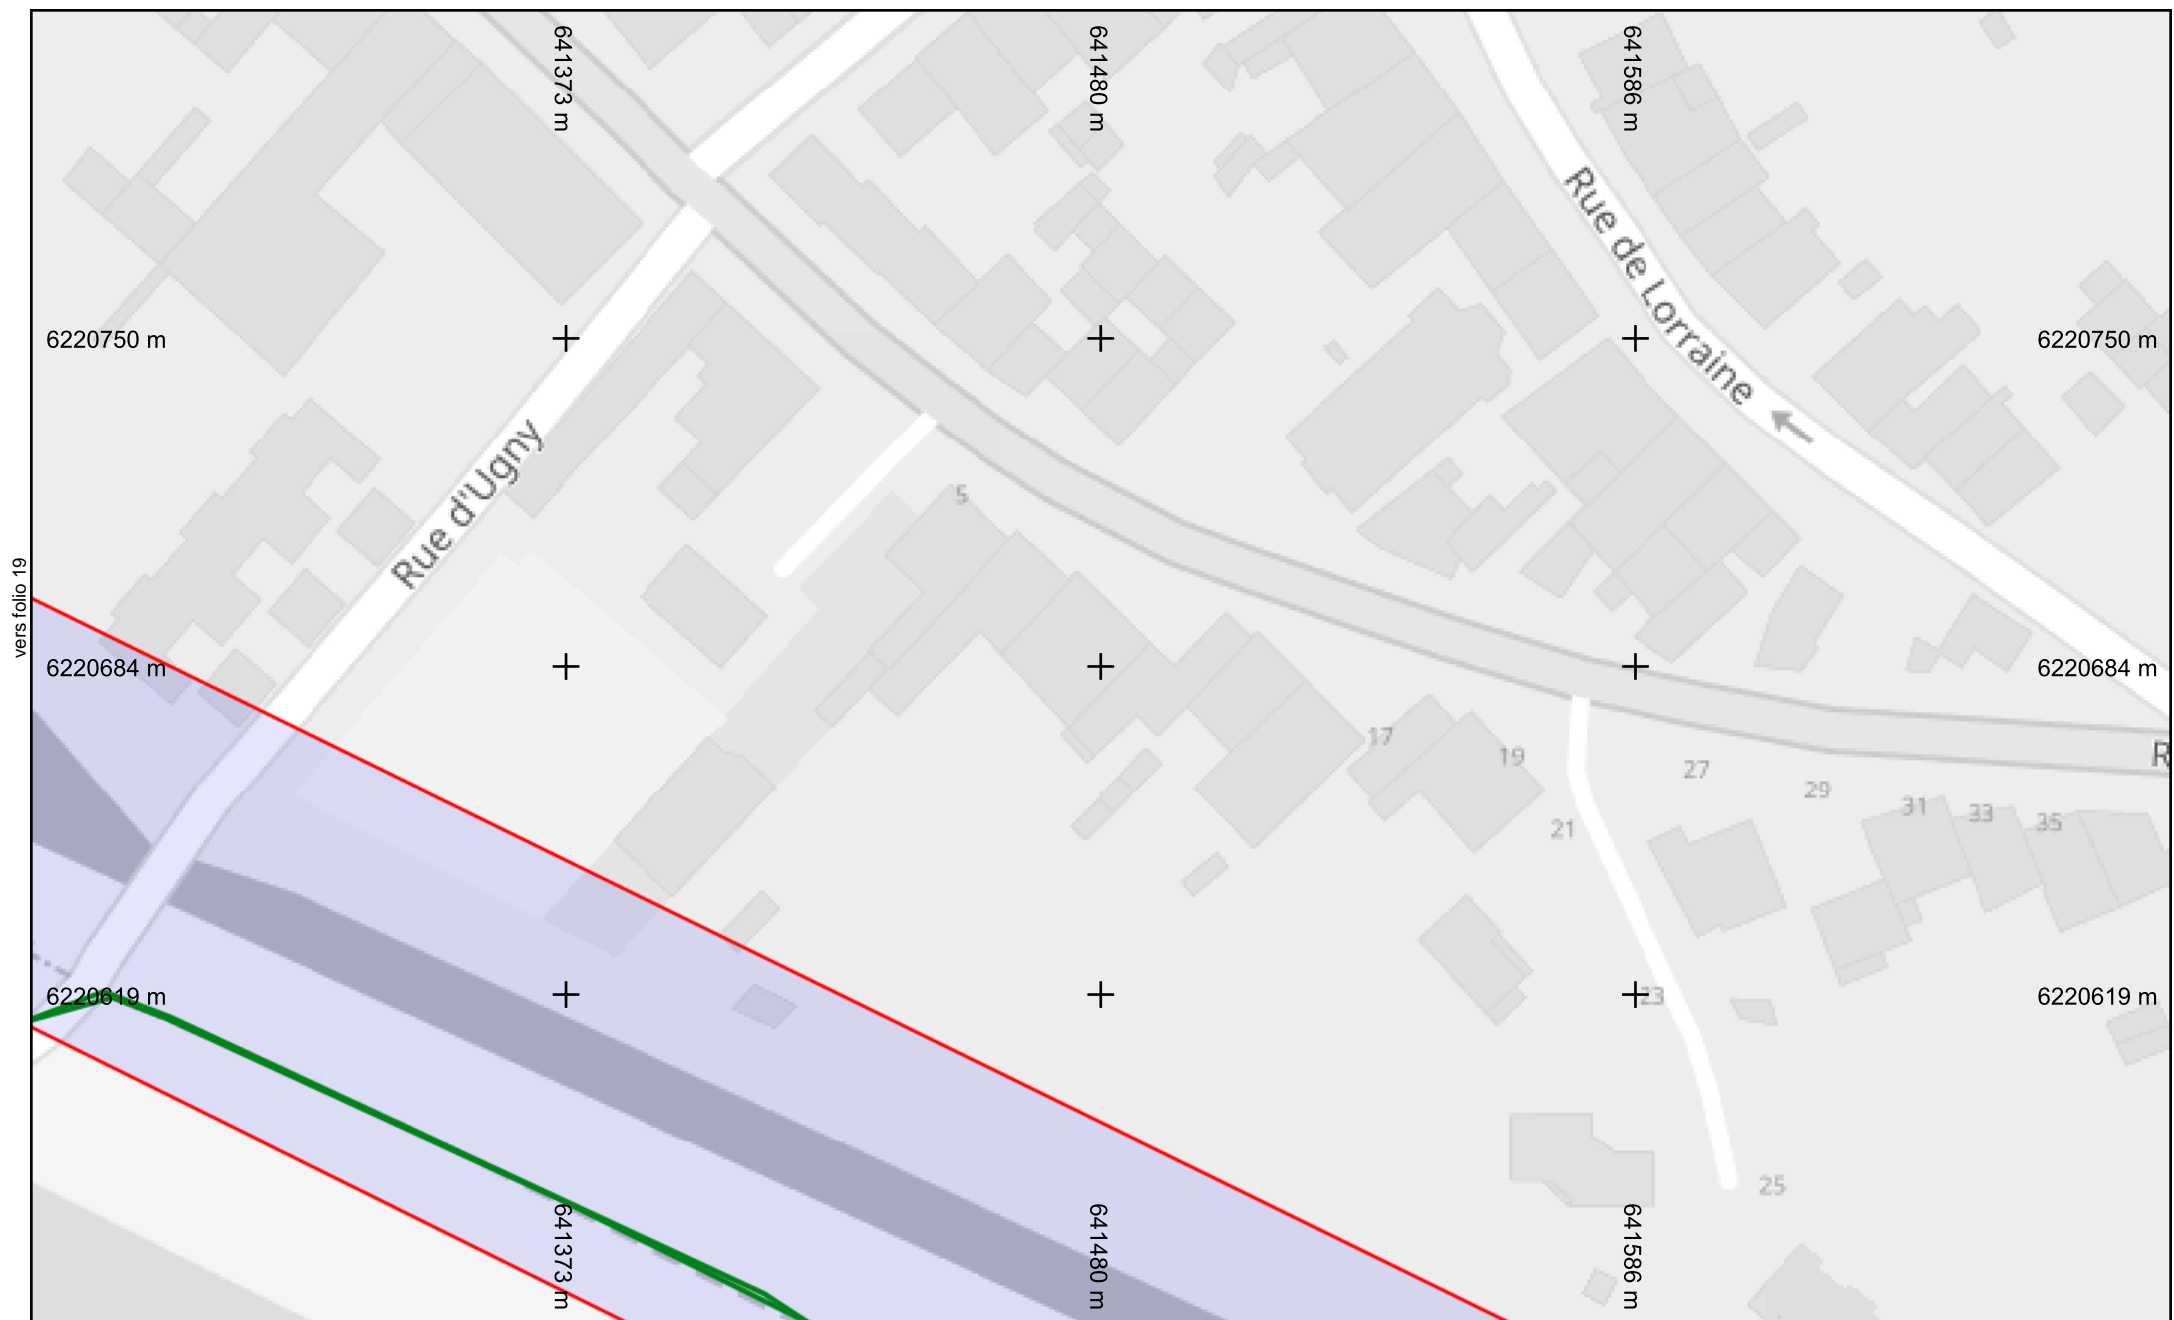 641373 m
641480 m
641586 m
Rue de Lorraine
6220750 m
6220750 m
Rue d'Ugny
5
vers folio 19
6220684 m
6220684 m
17
19
27
29
31
33
35
R
21
6220619 m
23
6220619 m
25
641373 m
641480 m
641586 m